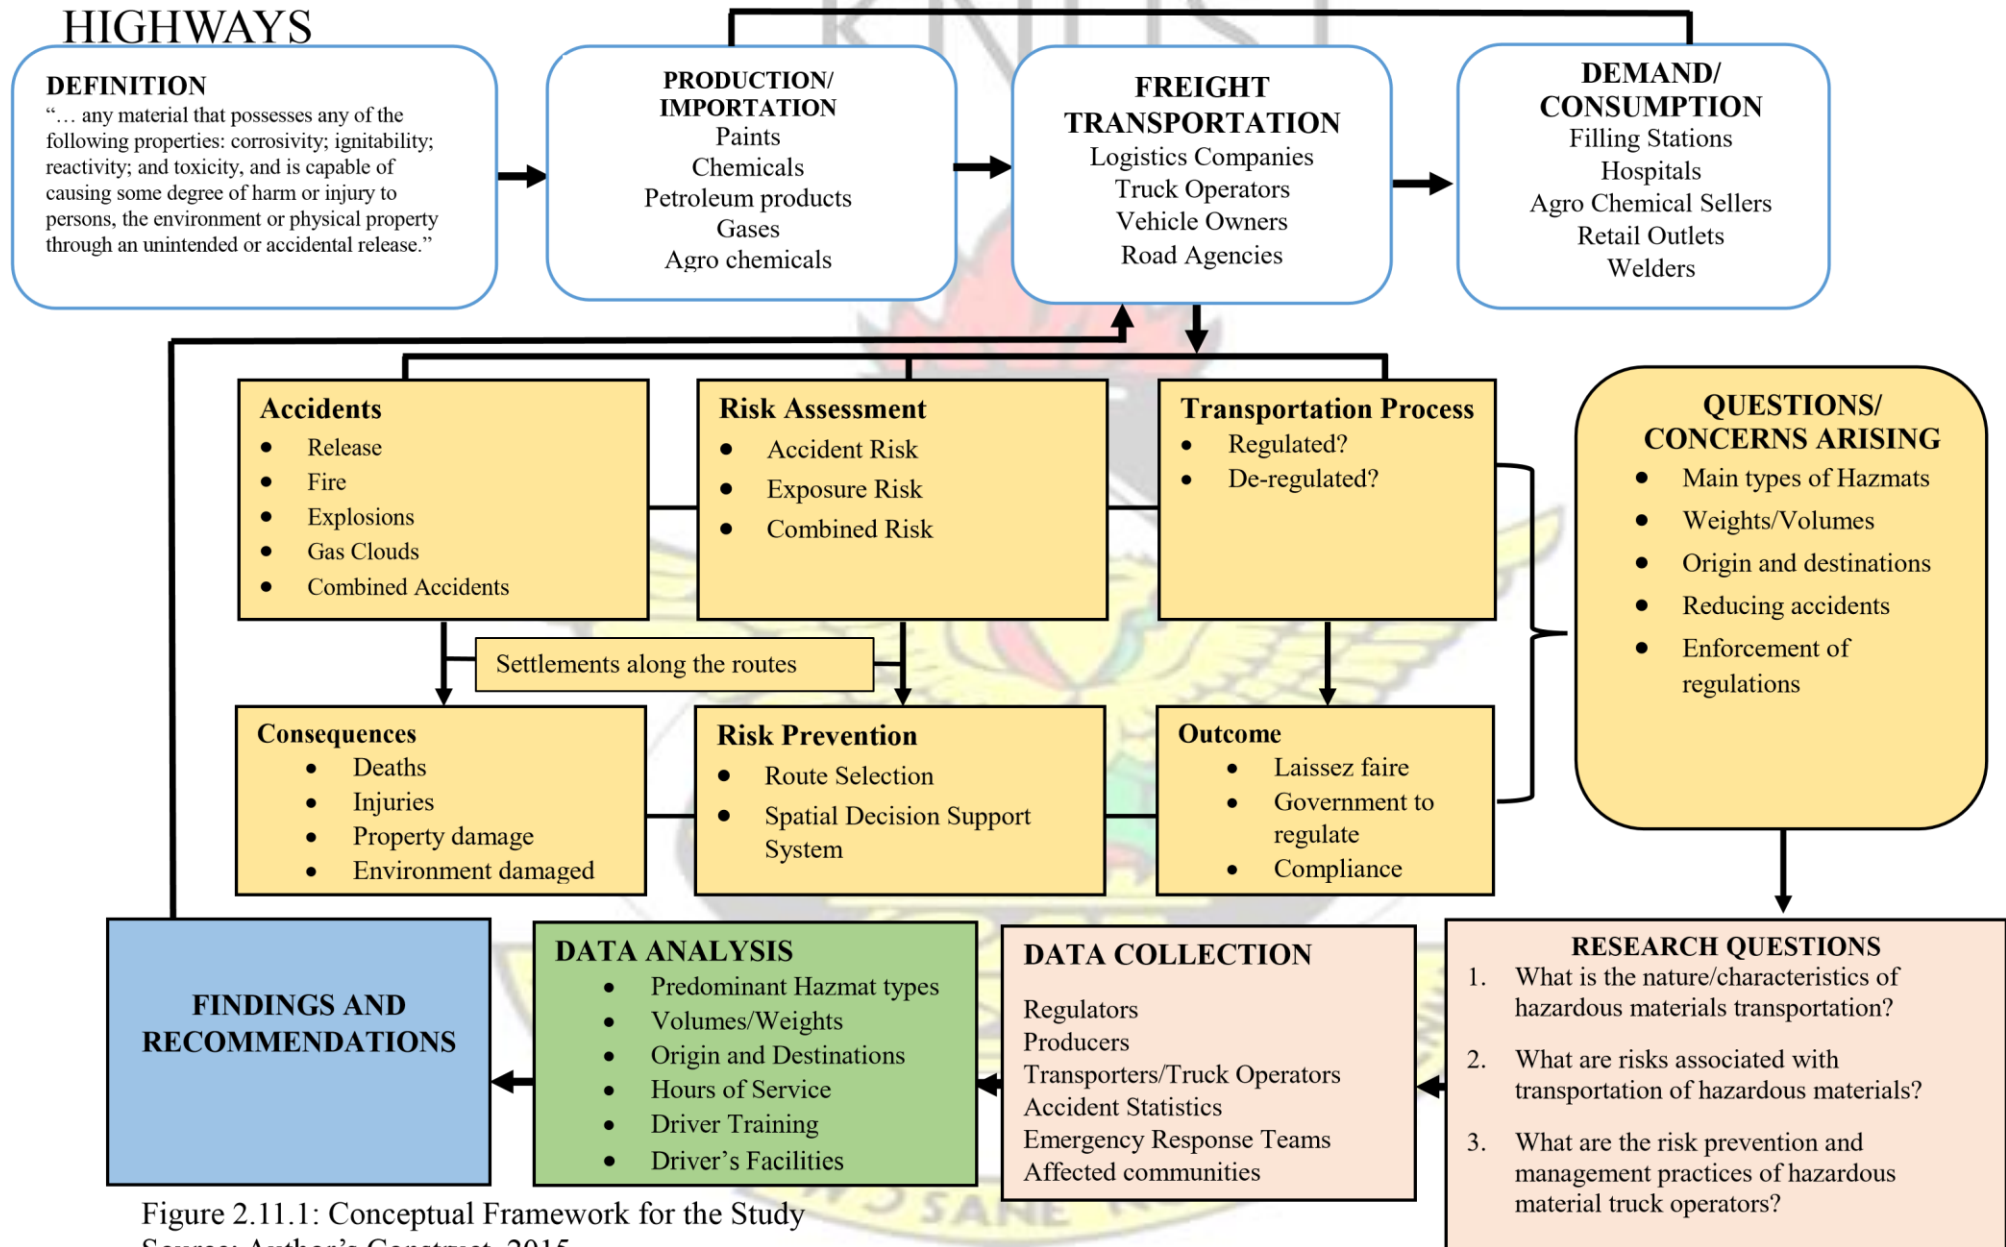 KNUST
HIGHWAYS
DEFINITION
“… any material that possesses any of the
following properties: corrosivity; ignitability;
reactivity; and toxicity, and is capable of
causing some degree of harm or injury to
persons, the environment or physical property
through an unintended or accidental release.”
PRODUCTION/
IMPORTATION
Paints
Chemicals
Petroleum products
Gases
Agro chemicals
FREIGHT
TRANSPORTATION
Logistics Companies
Truck Operators
Vehicle Owners
Road Agencies
DEMAND/
CONSUMPTION
Filling Stations
Hospitals
Agro Chemical Sellers
Retail Outlets
Welders
Accidents
● Release
● Fire
● Explosions
● Gas Clouds
● Combined Accidents
Risk Assessment
● Accident Risk
● Exposure Risk
● Combined Risk
Transportation Process
● Regulated?
● De-regulated?
QUESTIONS/
CONCERNS ARISING
● Main types of Hazmats
● Weights/Volumes
● Origin and destinations
● Reducing accidents
● Enforcement of
regulations
Settlements along the routes
Consequences
● Deaths
● Injuries
● Property damage
● Environment damaged
Risk Prevention
● Route Selection
● Spatial Decision Support
System
Outcome
● Laissez faire
● Government to
regulate
● Compliance
FINDINGS AND
RECOMMENDATIONS
DATA ANALYSIS
● Predominant Hazmat types
● Volumes/Weights
● Origin and Destinations
● Hours of Service
● Driver Training
● Driver’s Facilities
DATA COLLECTION
Regulators
Producers
Transporters/Truck Operators
Accident Statistics
Emergency Response Teams
Affected communities
RESEARCH QUESTIONS
1. What is the nature/characteristics of
hazardous materials transportation?
2. What are risks associated with
transportation of hazardous materials?
3. What are the risk prevention and
management practices of hazardous
material truck operators?
SANE
Figure 2.11.1: Conceptual Framework for the Study
Source: Author’s Construct, 2015